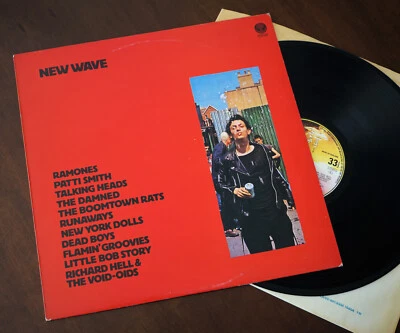 NEW WAVE
RAMONES
PATTI SMITH
TALKING HEADS
THE DAMNED
THE BOOMTOWN RATS
RUNAWAYS
NEW YORK DOLLS
DEAD BOYS
FLAMIN' GROOVIES
LITTLE BOB STORY
RICHARD HELL &
THE VOID-OIDS
33